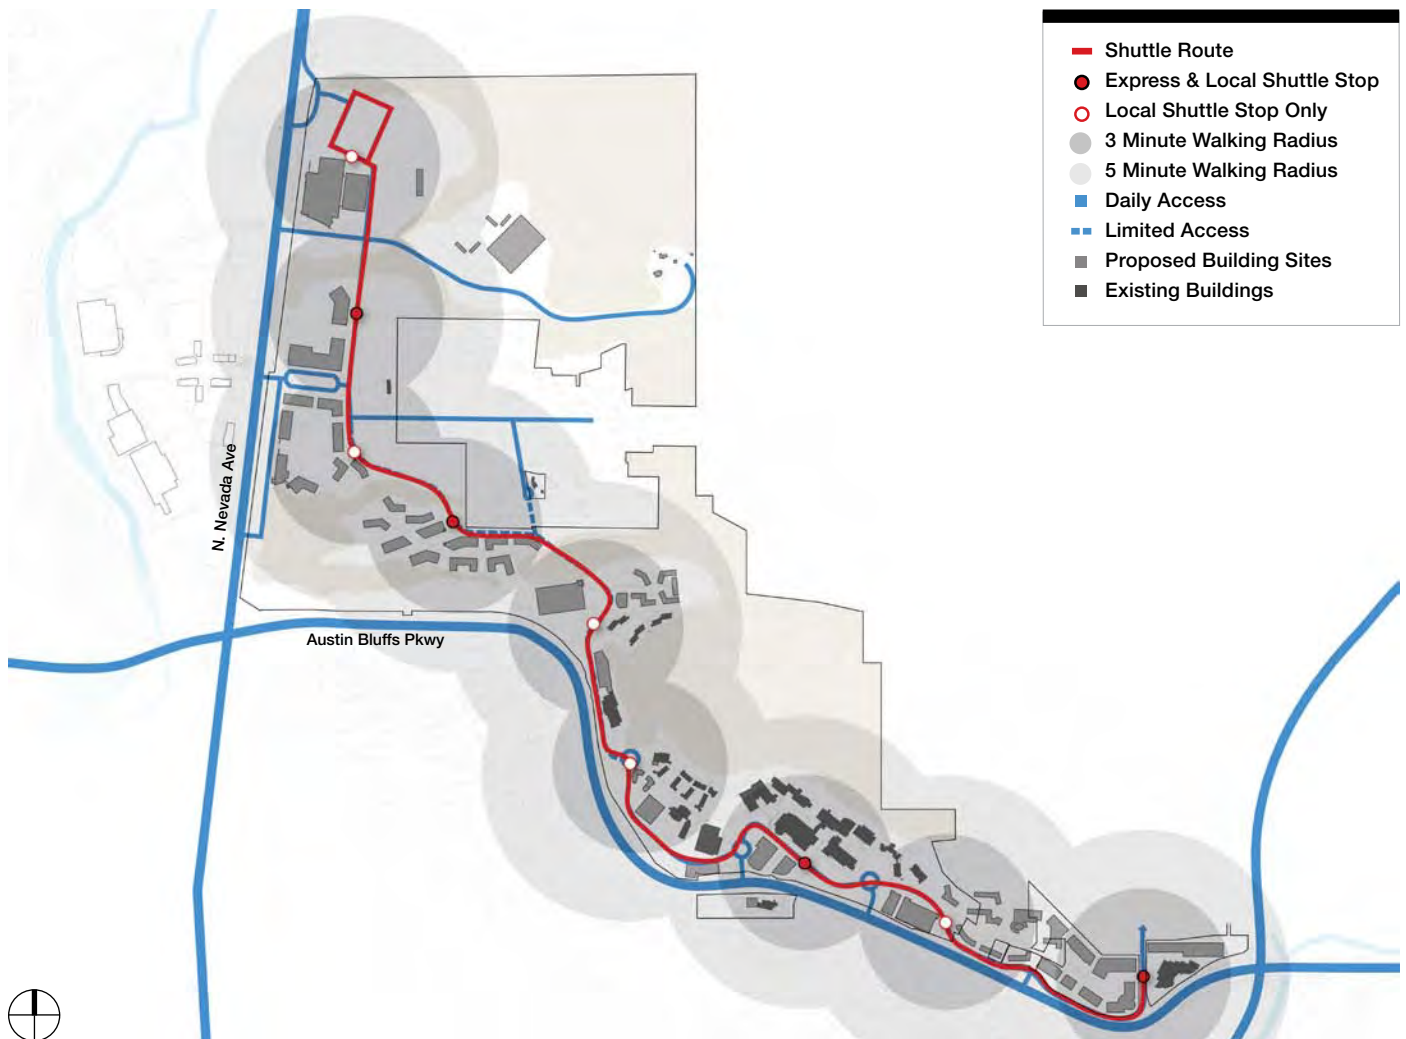 Shuttle Route
Express & Local Shuttle Stop
Local Shuttle Stop Only
3 Minute Walking Radius
5 Minute Walking Radius
Daily Access
Limited Access
Proposed Building Sites
Existing Buildings
N. Nevada Ave
Austin Bluffs Pkwy